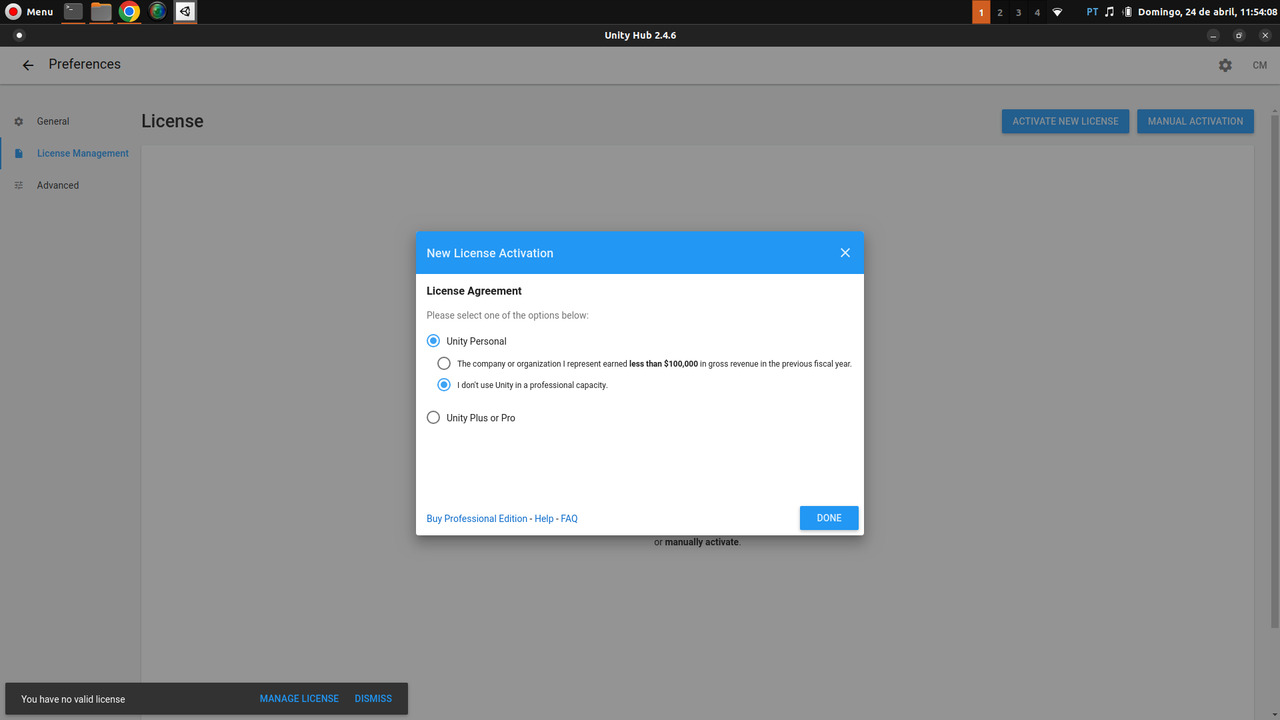 Menu
1 2 3 4 PT Domingo, 24 de abril, 11:54:08
Unity Hub 2.4.6
Preferences
CM
General
License Management
Advanced
License
ACTIVATE NEW LICENSE
MANUAL ACTIVATION
New License Activation
License Agreement
Please select one of the options below:
Unity Personal
The company or organization I represent earned less than $100,000 in gross revenue in the previous fiscal year.
I don't use Unity in a professional capacity.
Unity Plus or Pro
Buy Professional Edition - Help - FAQ
DONE
or manually activate.
You have no valid license
MANAGE LICENSE
DISMISS